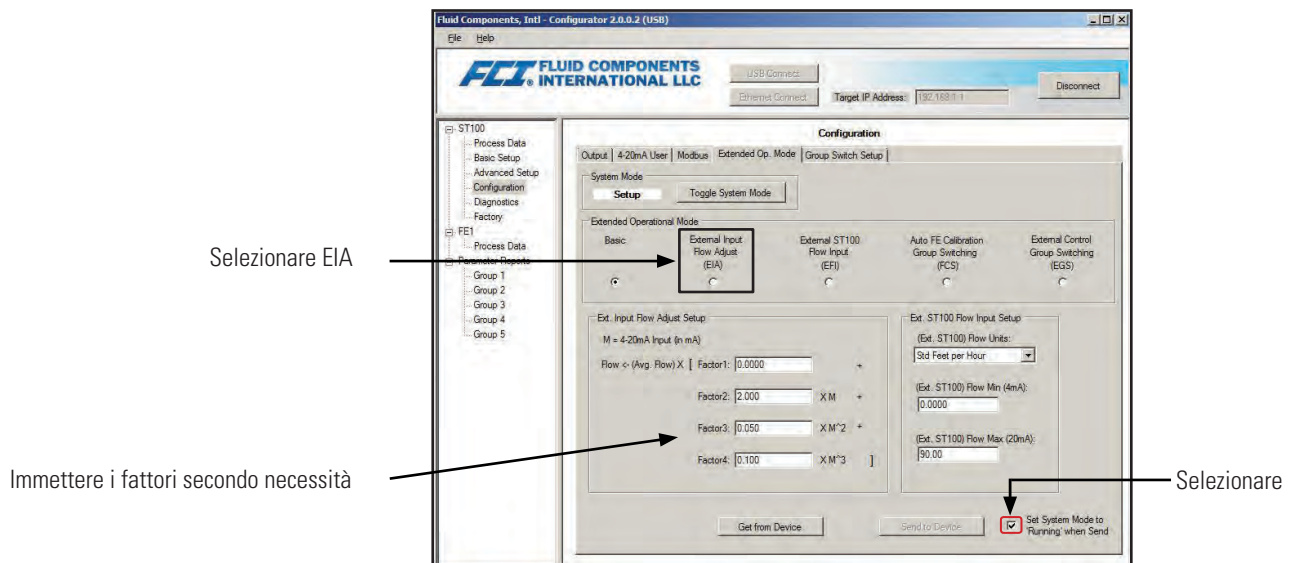 Fluid Components, Intl - Configurator 2.0.0.2 (USB)
File Help
FCI® FLUID COMPONENTS
INTERNATIONAL LLC
USB Connect
Ethernet Connect
Target IP Address: 192.168.1.1
Disconnect
ST100
Process Data
Basic Setup
Advanced Setup
Configuration
Diagnostics
Factory
FE1
Process Data
Parameter Reports
Group 1
Group 2
Group 3
Group 4
Group 5
Configuration
Output 4-20mA User Modbus Extended Op. Mode Group Switch Setup
System Mode
Setup Toggle System Mode
Extended Operational Mode
Basic
External Input
Flow Adjust
(EIA)
External ST100
Flow Input
(EFI)
Auto FE Calibration
Group Switching
(FCS)
External Control
Group Switching
(EGS)
Selezionare EIA
Ext. Input Flow Adjust Setup
M = 4-20mA Input (in mA)
Flow <- (Avg. Flow) X [ Factor1: 0.0000 +
Factor2: 2.000 X M +
Factor3: 0.050 X M^2 +
Factor4: 0.100 X M^3 ]
Immettere i fattori secondo necessità
Ext. ST100 Flow Input Setup
(Ext. ST100) Flow Units:
Std Feet per Hour
(Ext. ST100) Flow Min (4mA):
0.0000
(Ext. ST100) Flow Max (20mA):
90.00
Selezionare
Get from Device
Send to Device
Set System Mode to
'Running' when Send